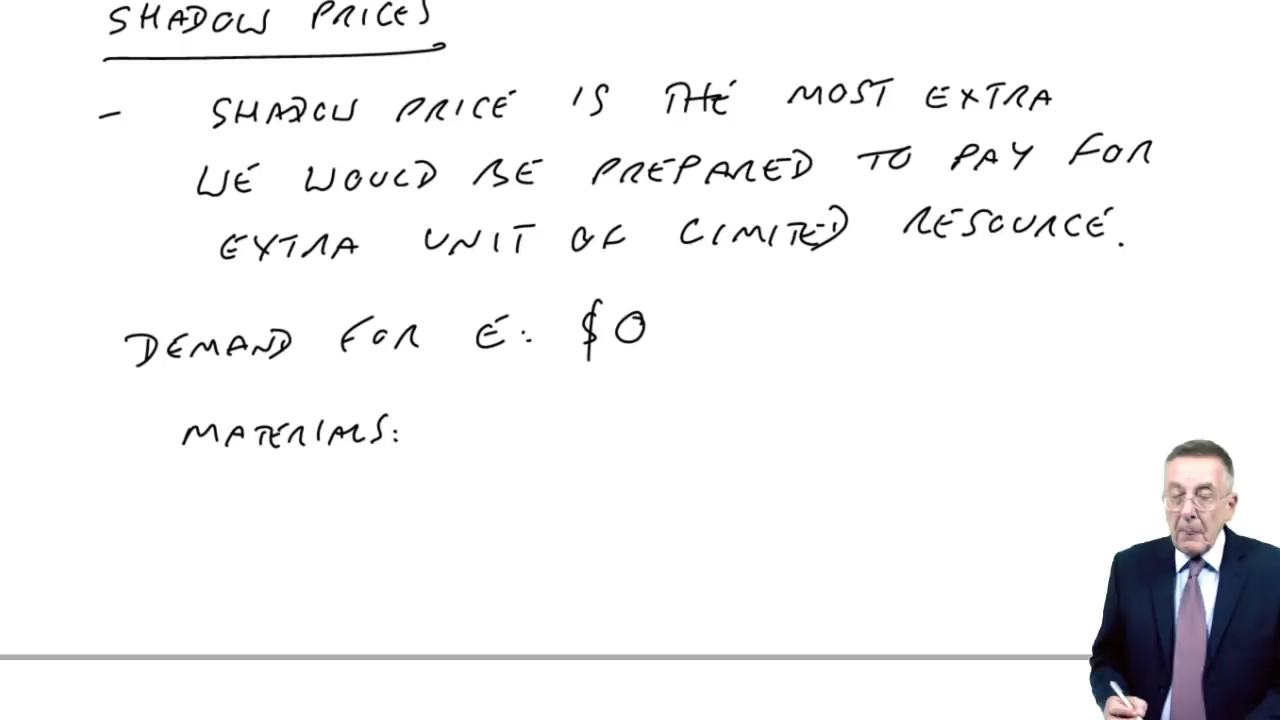 SHADOW PRICES
- SHADOW PRICE IS THE MOST EXTRA
WE WOULD BE PREPARED TO PAY FOR
EXTRA UNIT OF LIMITED RESOURCE.
DEMAND FOR E: $0
MATERIALS: